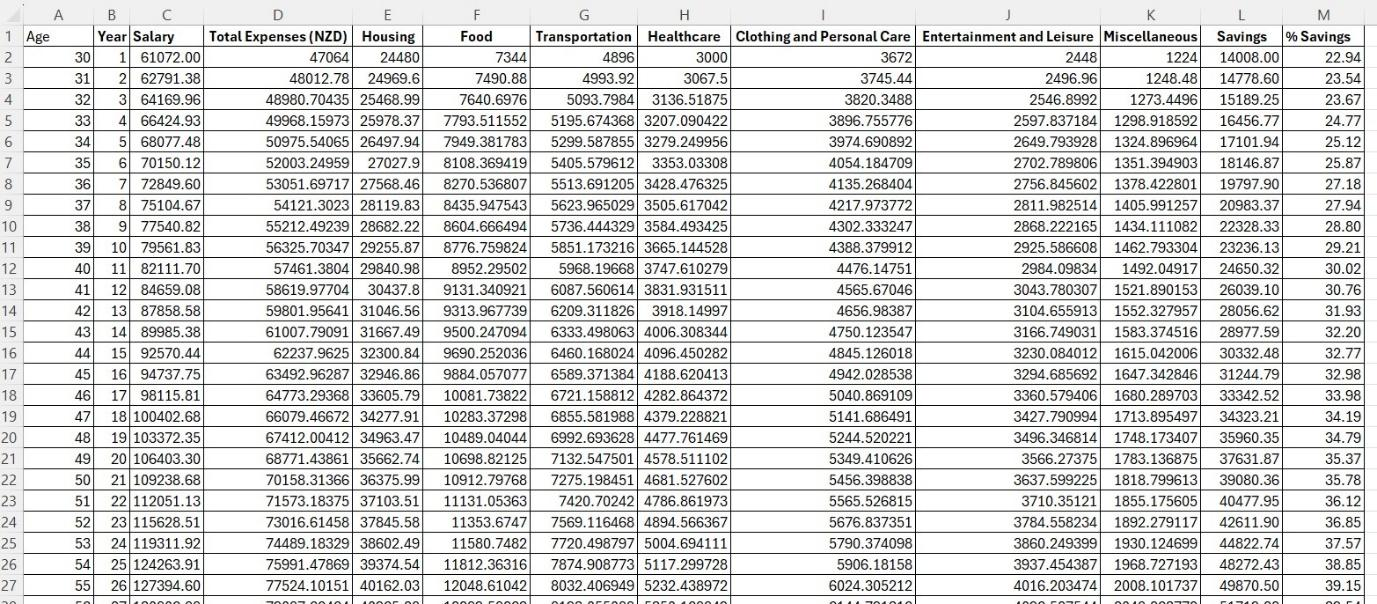 A B C D E F G H I J K L M
1 Age Year Salary Total Expenses (NZD) Housing Food Transportation Healthcare Clothing and Personal Care Entertainment and Leisure Miscellaneous Savings % Savings
2 30 1 61072.00 47064 24480 7344 4896 3000 3672 2448 1224 14008.00 22.94
3 31 2 62791.38 48012.78 24969.6 7490.88 4993.92 3067.5 3745.44 2496.96 1248.48 14778.60 23.54
4 32 3 64169.96 48980.70435 25468.99 7640.6976 5093.7984 3136.51875 3820.3488 2546.8992 1273.4496 15189.25 23.67
5 33 4 66424.93 49968.15973 25978.37 7793.511552 5195.674368 3207.090422 3896.755776 2597.837184 1298.918592 16456.77 24.77
6 34 5 68077.48 50975.54065 26497.94 7949.381783 5299.587855 3279.249956 3974.690892 2649.793928 1324.896964 17101.94 25.12
7 35 6 70150.12 52003.24959 27027.9 8108.369419 5405.579612 3353.03308 4054.184709 2702.789806 1351.394903 18146.87 25.87
8 36 7 72849.60 53051.69717 27568.46 8270.536807 5513.691205 3428.476325 4135.268404 2756.845602 1378.422801 19797.90 27.18
9 37 8 75104.67 54121.3023 28119.83 8435.947543 5623.965029 3505.617042 4217.973772 2811.982514 1405.991257 20983.37 27.94
10 38 9 77540.82 55212.49239 28682.22 8604.666494 5736.444329 3584.493425 4302.333247 2868.222165 1434.111082 22328.33 28.80
11 39 10 79561.83 56325.70347 29255.87 8776.759824 5851.173216 3665.144528 4388.379912 2925.586608 1462.793304 23236.13 29.21
12 40 11 82111.70 57461.3804 29840.98 8952.29502 5968.19668 3747.610279 4476.14751 2984.09834 1492.04917 24650.32 30.02
13 41 12 84659.08 58619.97704 30437.8 9131.340921 6087.560614 3831.931511 4565.67046 3043.780307 1521.890153 26039.10 30.76
14 42 13 87858.58 59801.95641 31046.56 9313.967739 6209.311826 3918.14997 4656.98387 3104.655913 1552.327957 28056.62 31.93
15 43 14 89985.38 61007.79091 31667.49 9500.247094 6333.498063 4006.308344 4750.123547 3166.749031 1583.374516 28977.59 32.20
16 44 15 92570.44 62237.9625 32300.84 9690.252036 6460.168024 4096.450282 4845.126018 3230.084012 1615.042006 30332.48 32.77
17 45 16 94737.75 63492.96287 32946.86 9884.057077 6589.371384 4188.620413 4942.028538 3294.685692 1647.342846 31244.79 32.98
18 46 17 98115.81 64773.29368 33605.79 10081.73822 6721.158812 4282.864372 5040.869109 3360.579406 1680.289703 33342.52 33.98
19 47 18 100402.68 66079.46672 34277.91 10283.37298 6855.581988 4379.228821 5141.686491 3427.790994 1713.895497 34323.21 34.19
20 48 19 103372.35 67412.00412 34963.47 10489.04044 6992.693628 4477.761469 5244.520221 3496.346814 1748.173407 35960.35 34.79
21 49 20 106403.30 68771.43861 35662.74 10698.82125 7132.547501 4578.511102 5349.410626 3566.27375 1783.136875 37631.87 35.37
22 50 21 109238.68 70158.31366 36375.99 10912.79768 7275.198451 4681.527602 5456.398838 3637.599225 1818.799613 39080.36 35.78
23 51 22 112051.13 71573.18375 37103.51 11131.05363 7420.70242 4786.861973 5565.526815 3710.35121 1855.175605 40477.95 36.12
24 52 23 115628.51 73016.61458 37845.58 11353.6747 7569.116468 4894.566367 5676.837351 3784.558234 1892.279117 42611.90 36.85
25 53 24 119311.92 74489.18329 38602.49 11580.7482 7720.498797 5004.694111 5790.374098 3860.249399 1930.124699 44822.74 37.57
26 54 25 124263.91 75991.47869 39374.54 11812.36316 7874.908773 5117.299728 5906.18158 3937.454387 1968.727193 48272.43 38.85
27 55 26 127394.60 77524.10151 40162.03 12048.61042 8032.406949 5232.438972 6024.305212 4016.203474 2008.101737 49870.50 39.15